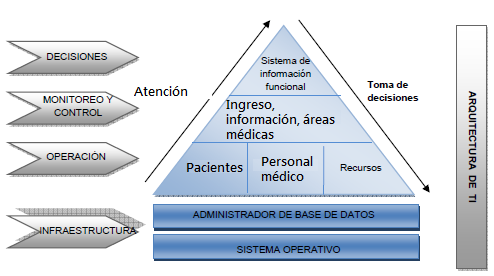 DECISIONES
MONITOREO Y
CONTROL
OPERACIÓN
INFRAESTRUCTURA
Atención
Sistema de
información
funcional
Ingreso,
información, áreas
médicas
Pacientes
Personal
médico
Recursos
Toma de
decisiones
ADMINISTRADOR DE BASE DE DATOS
SISTEMA OPERATIVO
ARQUITECTURA DE TI